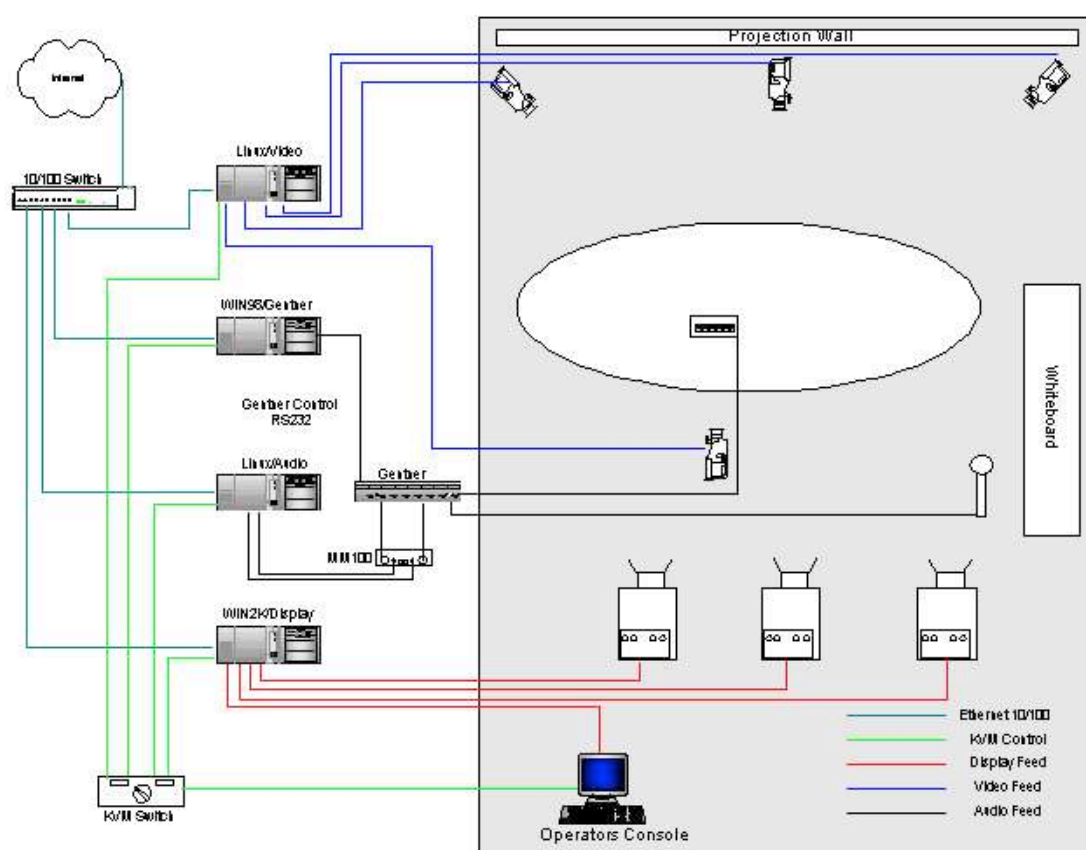 Projection Wall
Internet
Linux/Video
10/100 Switch
WIN98/Gentner
Whiteboard
Gentner Control
RS232
Linux/Audio
Gentner
MM100
WIN2K/Display
Ethernet 10/100
KVM Control
Display Feed
Video Feed
Audio Feed
KVM Switch
Operators Console